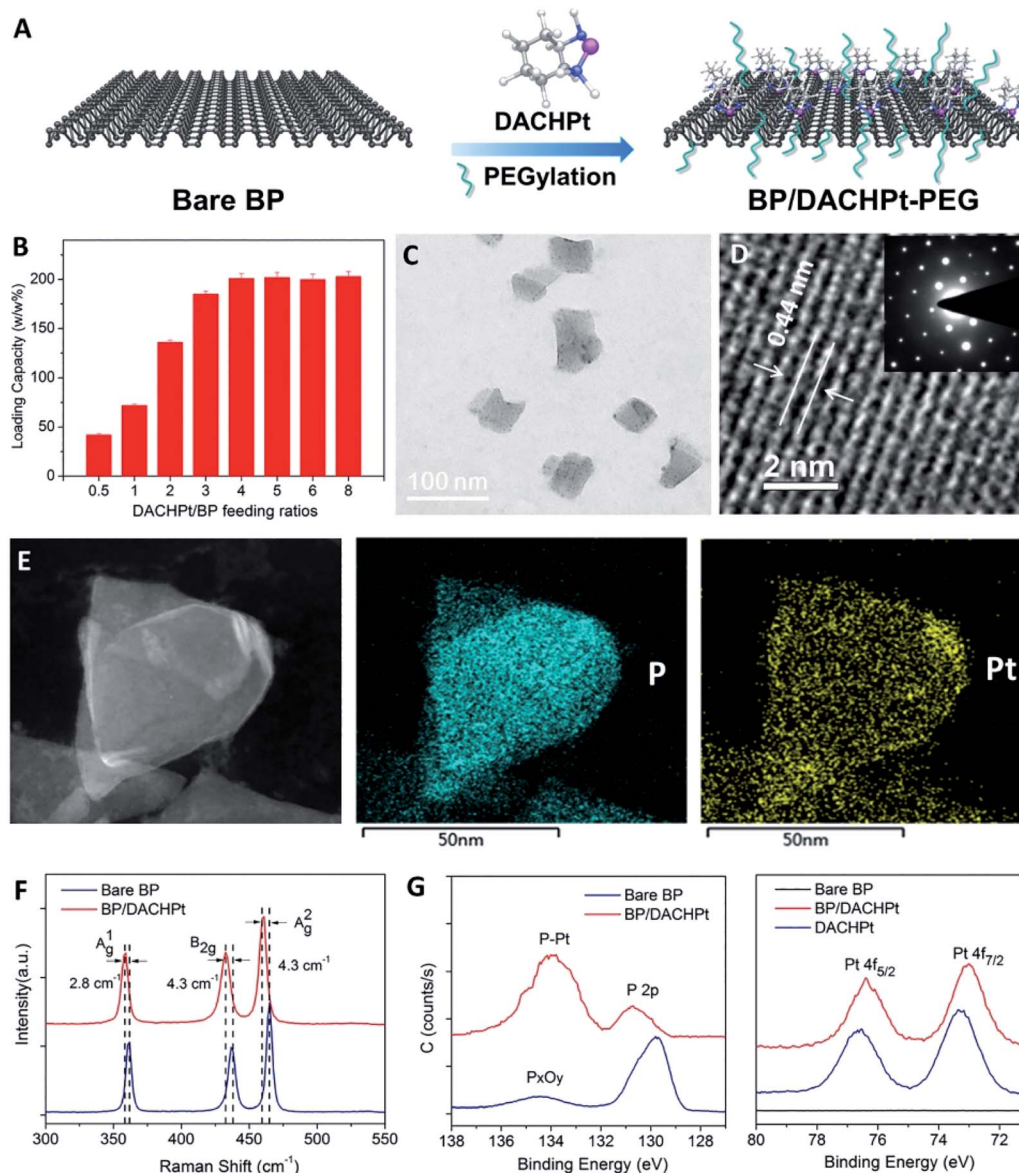 A
DACHPt
PEGylation
Bare BP
BP/DACHPt-PEG
B
Loading Capacity (w/w%)
200
150
100
50
0
0.5 1 2 3 4 5 6 8
DACHPt/BP feeding ratios
C
100 nm
D
0.44 nm
2 nm
E
P
50nm
Pt
50nm
F
Bare BP
BP/DACHPt
A_g^1
2.8 cm⁻¹
B_2g
4.3 cm⁻¹
A_g^2
4.3 cm⁻¹
Intensity(a.u.)
300 350 400 450 500 550
Raman Shift (cm⁻¹)
G
Bare BP
BP/DACHPt
P-Pt
P 2p
PxOy
C (counts/s)
138 136 134 132 130 128
Binding Energy (eV)
Bare BP
BP/DACHPt
DACHPt
Pt 4f5/2
Pt 4f7/2
80 78 76 74 72
Binding Energy (eV)